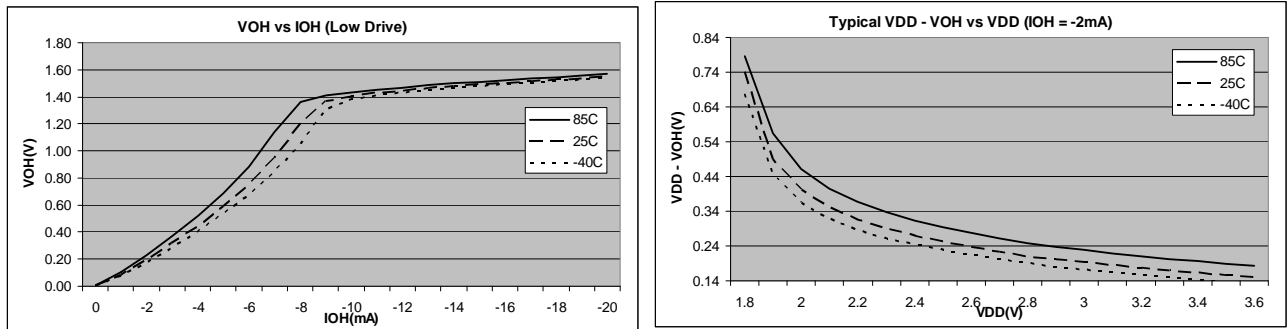 VOH vs IOH (Low Drive)
VOH(V)
1.80
1.60
1.40
1.20
1.00
0.80
0.60
0.40
0.20
0.00
0 -2 -4 -6 -8 -10 -12 -14 -16 -18 -20
IOH(mA)
85C
25C
-40C
Typical VDD - VOH vs VDD (IOH = -2mA)
VDD - VOH(V)
0.84
0.74
0.64
0.54
0.44
0.34
0.24
0.14
1.8 2 2.2 2.4 2.6 2.8 3 3.2 3.4 3.6
VDD(V)
85C
25C
-40C